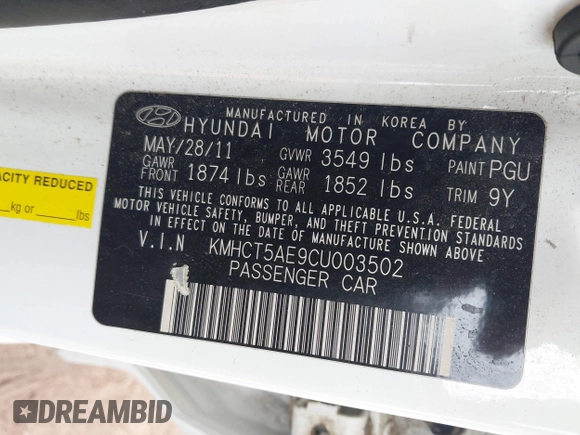 MANUFACTURED IN KOREA BY
HYUNDAI MOTOR COMPANY
MAY/28/11 GVWR 3549 lbs PAINT PGU
GAWR FRONT 1874 lbs GAWR REAR 1852 lbs TRIM 9Y
THIS VEHICLE CONFORMS TO ALL APPLICABLE U.S.A. FEDERAL
MOTOR VEHICLE SAFETY, BUMPER, AND THEFT PREVENTION STANDARDS
IN EFFECT ON THE DATE OF MANUFACTURE SHOWN ABOVE
V.I.N KMHCT5AE9CU003502
PASSENGER CAR
ACITY REDUCED
kg or lbs
DREAMBID